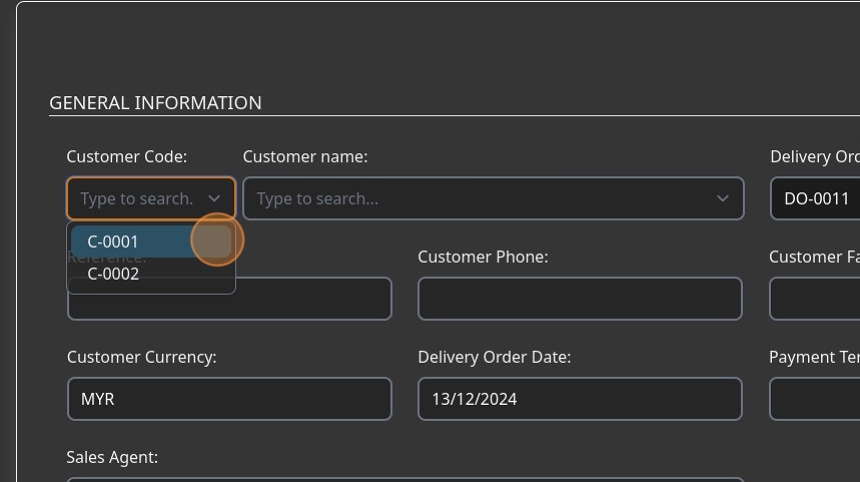 GENERAL INFORMATION
Customer Code:
Customer name:
Delivery Ord
Type to search.
Type to search...
DO-0011
C-0001
Reference:
Customer Phone:
Customer Fa
C-0002
Customer Currency:
Delivery Order Date:
Payment Ter
MYR
13/12/2024
Sales Agent: